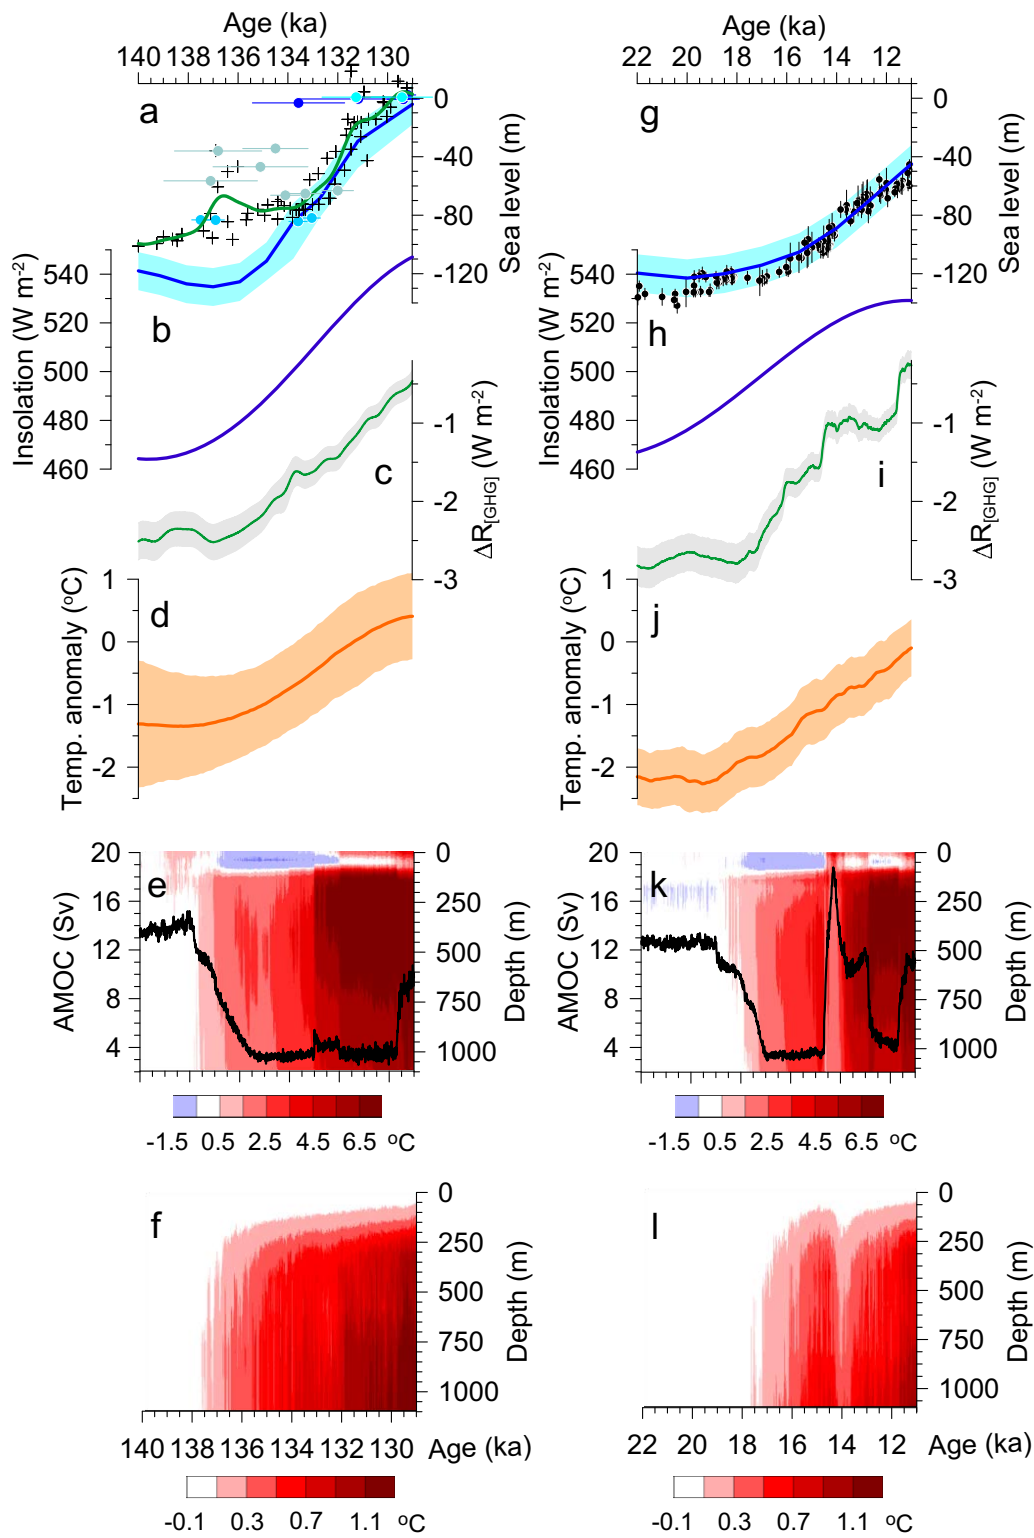 Age (ka)
140 138 136 134 132 130
a
0
-40
-80
-120
Sea level (m)
540
520
500
480
460
Insolation (W m-2)
b
c
-1
-2
-3
ΔR[GHG] (W m-2)
1
0
-1
-2
Temp. anomaly (oC)
d
20
16
12
8
4
AMOC (Sv)
e
0
250
500
750
1000
Depth (m)
-1.5 0.5 2.5 4.5 6.5 oC
f
0
250
500
750
1000
Depth (m)
140 138 136 134 132 130 Age (ka)
-0.1 0.3 0.7 1.1 oC
Age (ka)
22 20 18 16 14 12
g
0
-40
-80
-120
Sea level (m)
540
520
500
480
460
Insolation (W m-2)
h
i
-1
-2
-3
ΔR[GHG] (W m-2)
1
0
-1
-2
Temp. anomaly (oC)
j
20
16
12
8
4
AMOC (Sv)
k
0
250
500
750
1000
Depth (m)
-1.5 0.5 2.5 4.5 6.5 oC
l
0
250
500
750
1000
Depth (m)
22 20 18 16 14 12 Age (ka)
-0.1 0.3 0.7 1.1 oC